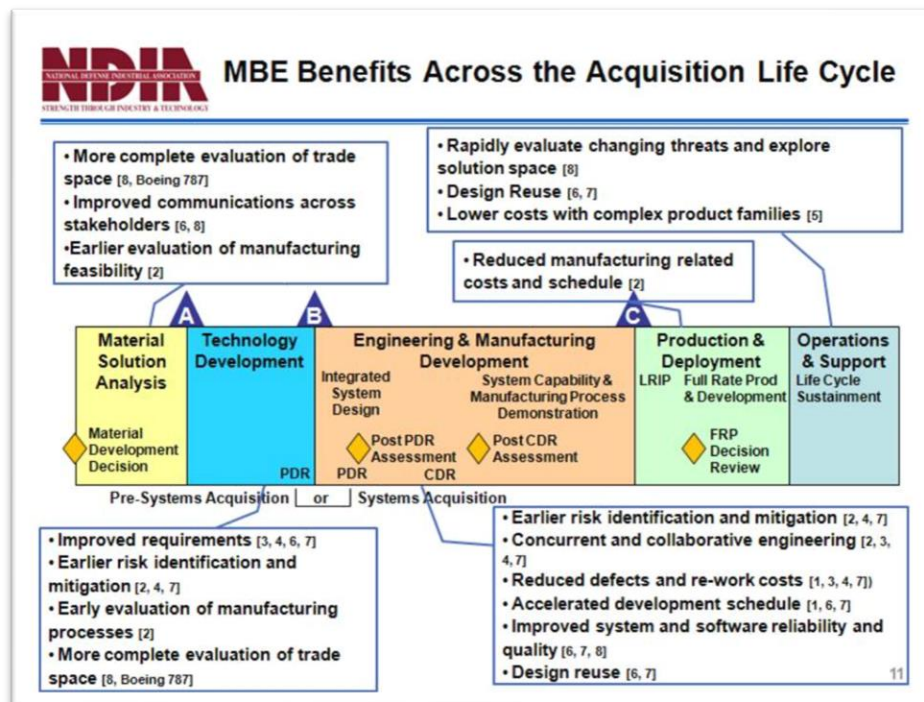 NDIA
NATIONAL DEFENSE INDUSTRIAL ASSOCIATION
STRENGTH THROUGH INDUSTRY & TECHNOLOGY
MBE Benefits Across the Acquisition Life Cycle
• More complete evaluation of trade
space [8, Boeing 787]
• Improved communications across
stakeholders [6, 8]
• Earlier evaluation of manufacturing
feasibility [2]
• Rapidly evaluate changing threats and explore
solution space [8]
• Design Reuse [6, 7]
• Lower costs with complex product families [5]
• Reduced manufacturing related
costs and schedule [2]
A
B
C
Material
Solution
Analysis
Material
Development
Decision
Technology
Development
PDR
Engineering & Manufacturing
Development
Integrated
System
Design
System Capability &
Manufacturing Process
Demonstration
Post PDR
Assessment
Post CDR
Assessment
PDR
CDR
Production &
Deployment
LRIP
Full Rate Prod
& Development
FRP
Decision
Review
Operations
& Support
Life Cycle
Sustainment
Pre-Systems Acquisition
or
Systems Acquisition
• Improved requirements [3, 4, 6, 7]
• Earlier risk identification and
mitigation [2, 4, 7]
• Early evaluation of manufacturing
processes [2]
• More complete evaluation of trade
space [8, Boeing 787]
• Earlier risk identification and mitigation [2, 4, 7]
• Concurrent and collaborative engineering [2, 3,
4,7]
• Reduced defects and re-work costs [1, 3, 4, 7])
• Accelerated development schedule [1, 6, 7]
• Improved system and software reliability and
quality [6, 7, 8]
• Design reuse [6, 7]
11